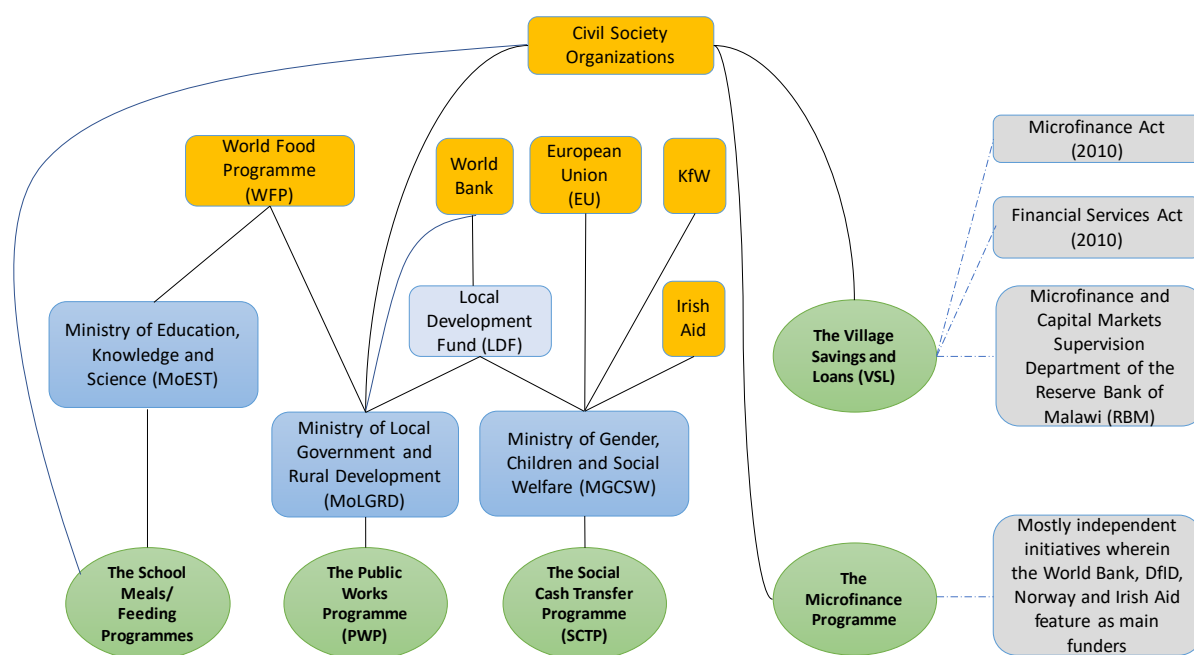 Civil Society
Organizations
World Food
Programme
(WFP)
World
Bank
European
Union
(EU)
KfW
Microfinance Act
(2010)
Financial Services Act
(2010)
Ministry of Education,
Knowledge and
Science (MoEST)
Local
Development
Fund (LDF)
Irish
Aid
The Village
Savings and
Loans (VSL)
Microfinance and
Capital Markets
Supervision
Department of the
Reserve Bank of
Malawi (RBM)
Ministry of Local
Government and
Rural Development
(MoLGRD)
Ministry of Gender,
Children and Social
Welfare (MGCSW)
The School
Meals/
Feeding
Programmes
The Public
Works
Programme
(PWP)
The Social
Cash Transfer
Programme
(SCTP)
The
Microfinance
Programme
Mostly independent
initiatives wherein
the World Bank, DfID,
Norway and Irish Aid
feature as main
funders